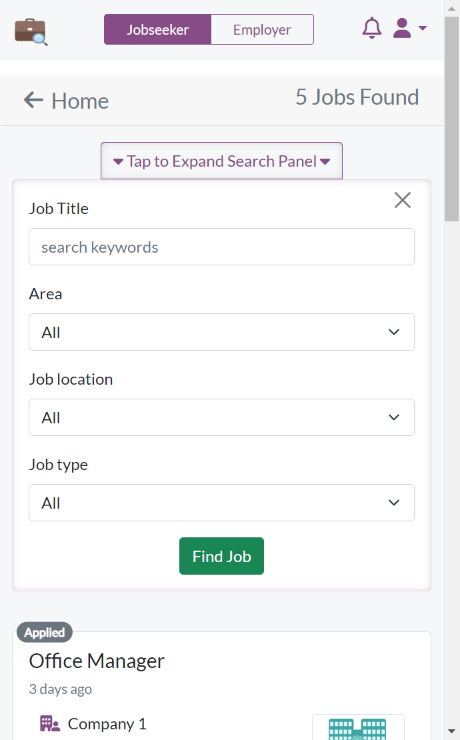 Jobseeker
Employer
Home
5 Jobs Found
Tap to Expand Search Panel
Job Title
search keywords
Area
All
Job location
All
Job type
All
Find Job
Applied
Office Manager
3 days ago
Company 1